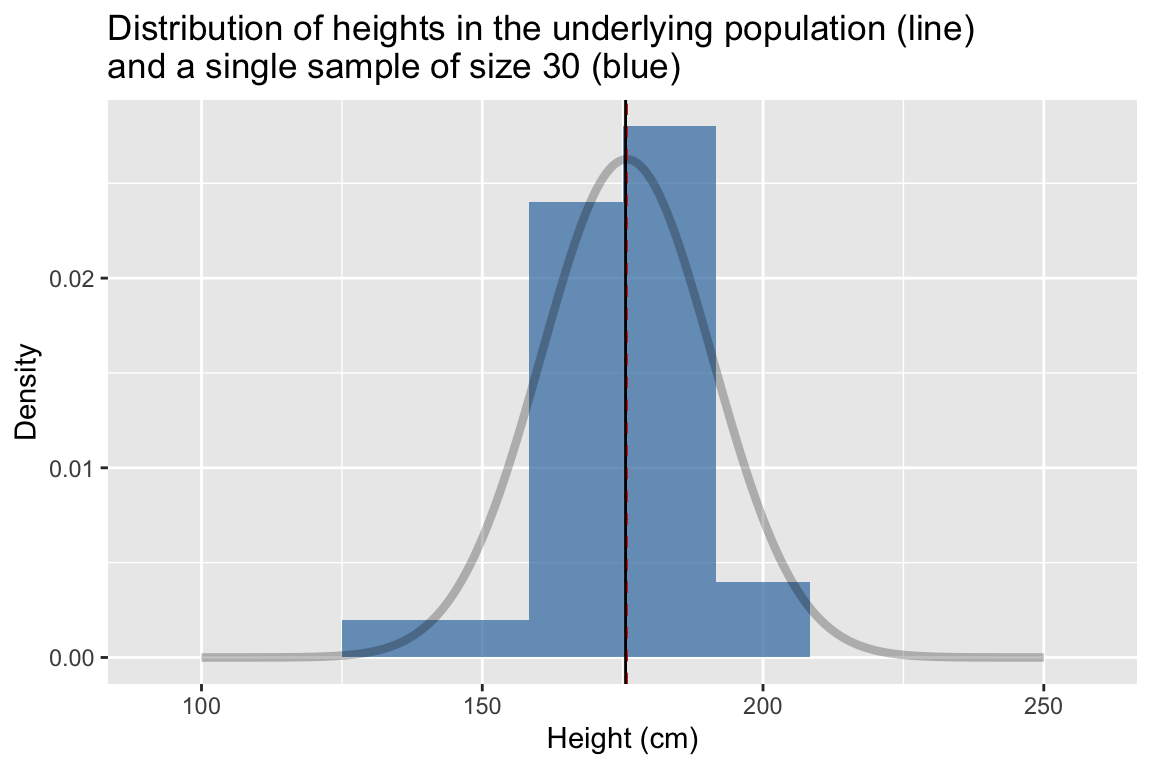 Distribution of heights in the underlying population (line)
and a single sample of size 30 (blue)
Density
0.02
0.01
0.00
100
150
200
250
Height (cm)